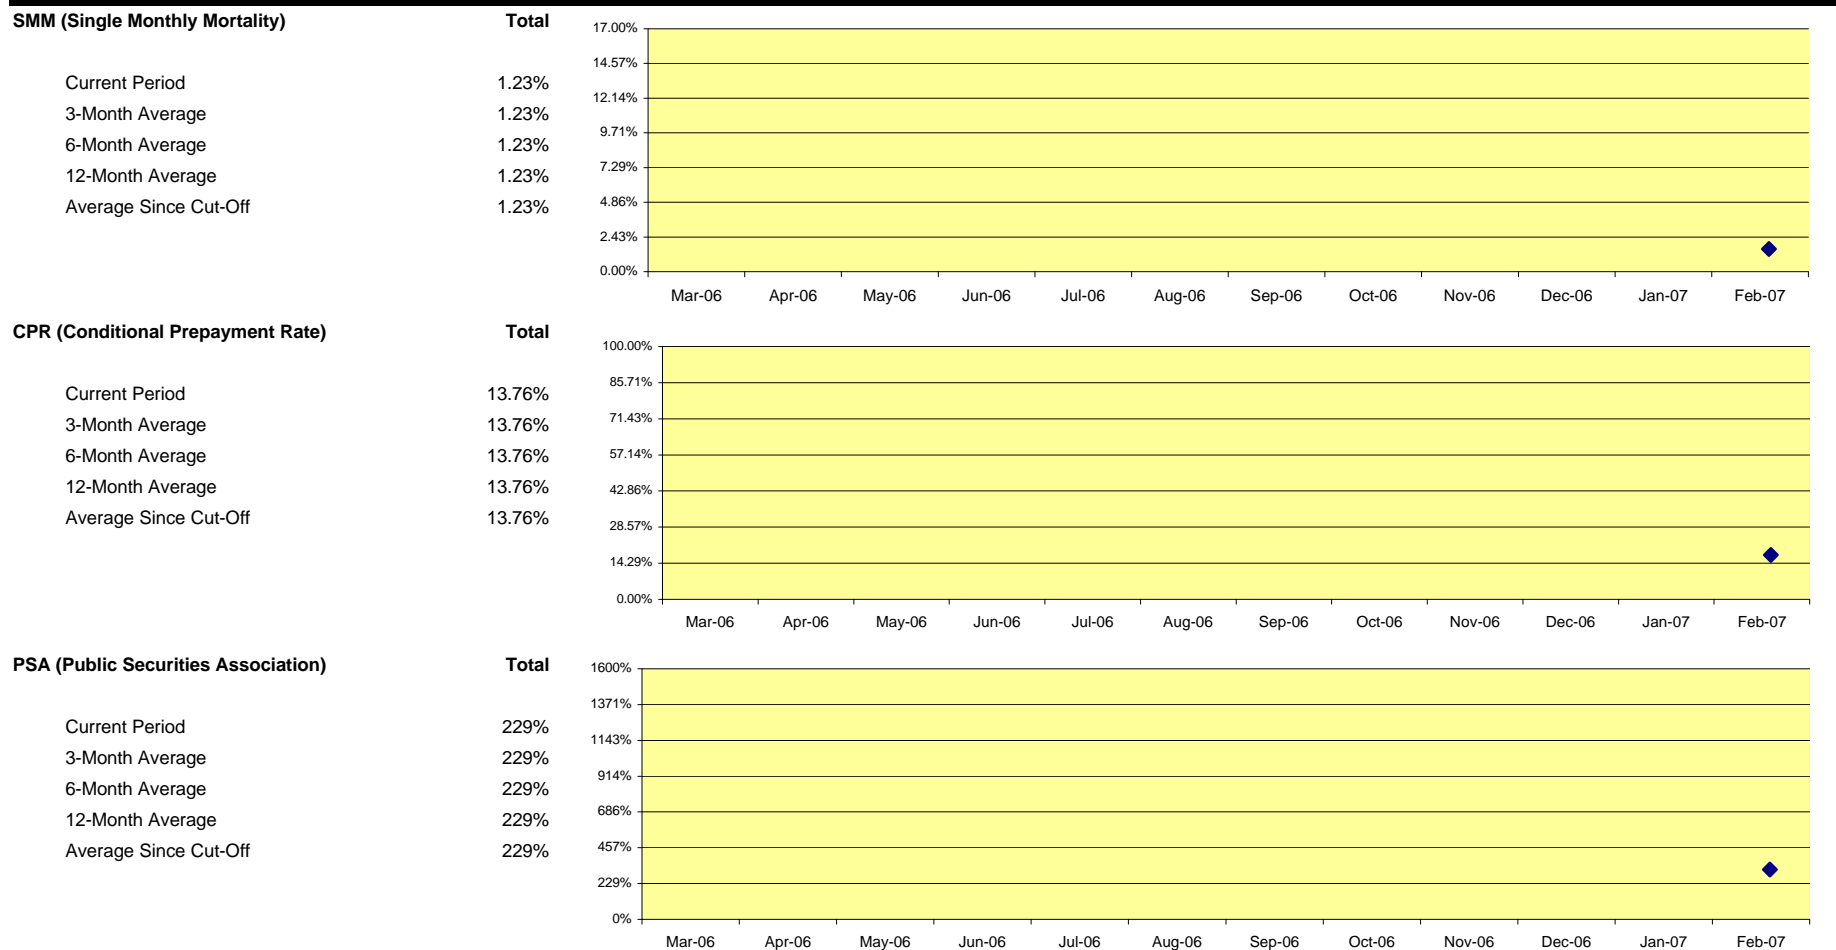 SMM (Single Monthly Mortality) Total
Current Period 1.23%
3-Month Average 1.23%
6-Month Average 1.23%
12-Month Average 1.23%
Average Since Cut-Off 1.23%
17.00%
14.57%
12.14%
9.71%
7.29%
4.86%
2.43%
0.00%
Mar-06 Apr-06 May-06 Jun-06 Jul-06 Aug-06 Sep-06 Oct-06 Nov-06 Dec-06 Jan-07 Feb-07
CPR (Conditional Prepayment Rate) Total
Current Period 13.76%
3-Month Average 13.76%
6-Month Average 13.76%
12-Month Average 13.76%
Average Since Cut-Off 13.76%
100.00%
85.71%
71.43%
57.14%
42.86%
28.57%
14.29%
0.00%
Mar-06 Apr-06 May-06 Jun-06 Jul-06 Aug-06 Sep-06 Oct-06 Nov-06 Dec-06 Jan-07 Feb-07
PSA (Public Securities Association) Total
Current Period 229%
3-Month Average 229%
6-Month Average 229%
12-Month Average 229%
Average Since Cut-Off 229%
1600%
1371%
1143%
914%
686%
457%
229%
0%
Mar-06 Apr-06 May-06 Jun-06 Jul-06 Aug-06 Sep-06 Oct-06 Nov-06 Dec-06 Jan-07 Feb-07